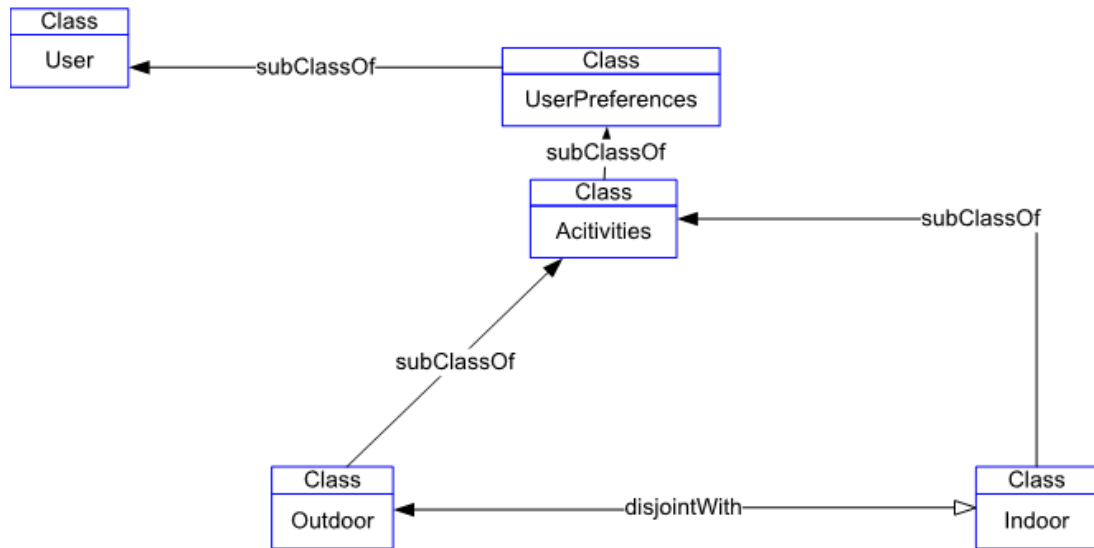 Class
User
subClassOf
Class
UserPreferences
subClassOf
Class
Acitivities
subClassOf
subClassOf
Class
Outdoor
disjointWith
Class
Indoor